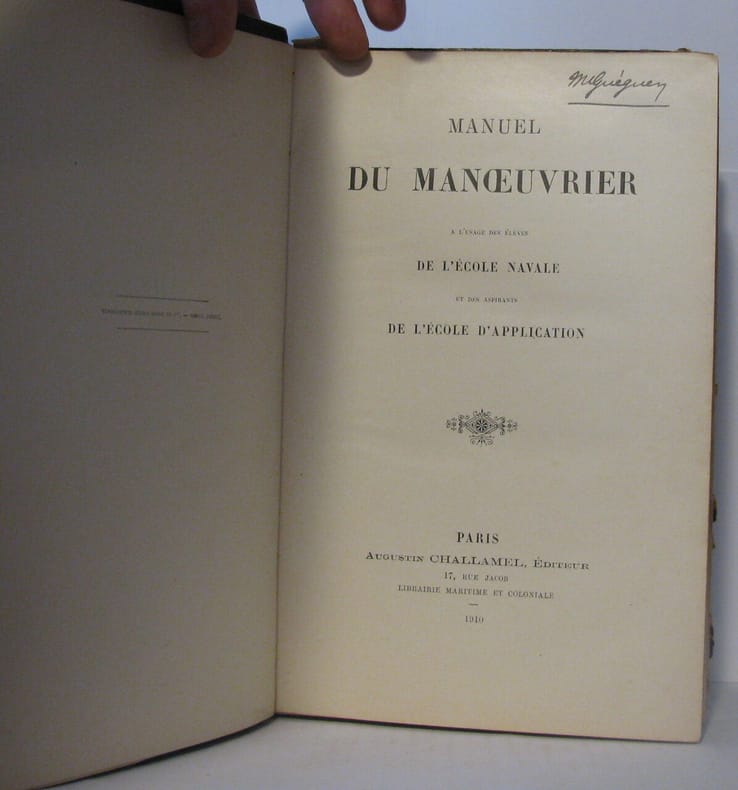 MGuéguen
MANUEL
DU MANŒUVRIER
A L'USAGE DES ÉLÈVES
DE L'ÉCOLE NAVALE
ET DES ASPIRANTS
DE L'ÉCOLE D'APPLICATION
PARIS
AUGUSTIN CHALLAMEL, ÉDITEUR
17, RUE JACOB
LIBRAIRIE MARITIME ET COLONIALE
1910